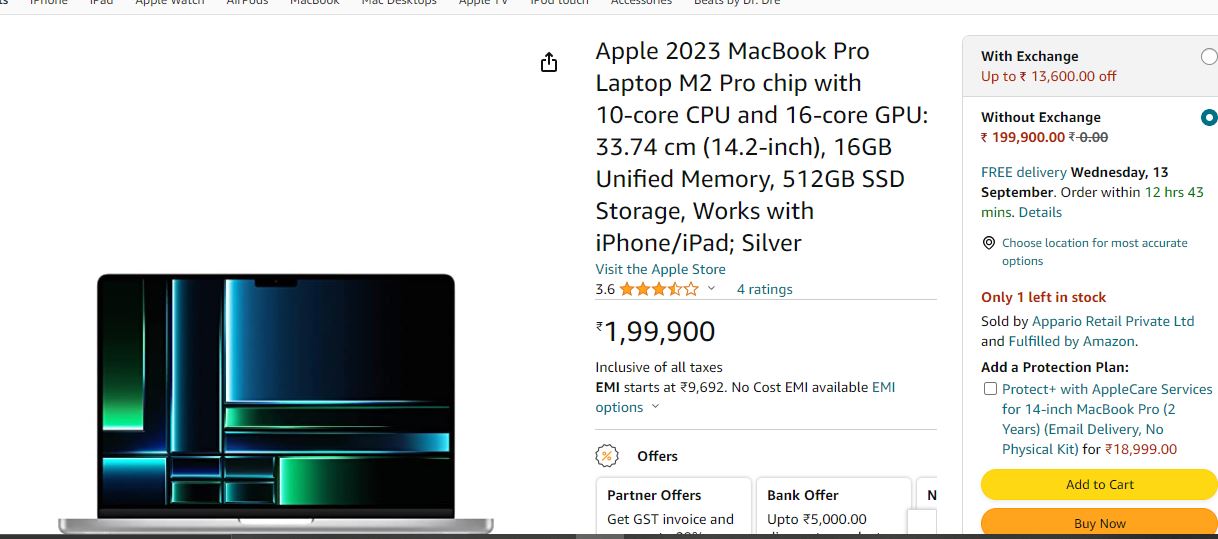 iPhone iPad Apple Watch AirPods MacBook Mac Desktops Apple TV iPod touch Accessories Beats by Dr. Dre
Apple 2023 MacBook Pro
Laptop M2 Pro chip with
10-core CPU and 16-core GPU:
33.74 cm (14.2-inch), 16GB
Unified Memory, 512GB SSD
Storage, Works with
iPhone/iPad; Silver
Visit the Apple Store
3.6 4 ratings
₹1,99,900
Inclusive of all taxes
EMI starts at ₹9,692. No Cost EMI available EMI
options
Offers
Partner Offers
Get GST invoice and
Bank Offer
Upto ₹5,000.00
N
With Exchange
Up to ₹ 13,600.00 off
Without Exchange
₹ 199,900.00 ₹ 0.00
FREE delivery Wednesday, 13
September. Order within 12 hrs 43
mins. Details
Choose location for most accurate
options
Only 1 left in stock
Sold by Appario Retail Private Ltd
and Fulfilled by Amazon.
Add a Protection Plan:
Protect+ with AppleCare Services
for 14-inch MacBook Pro (2
Years) (Email Delivery, No
Physical Kit) for ₹18,999.00
Add to Cart
Buy Now